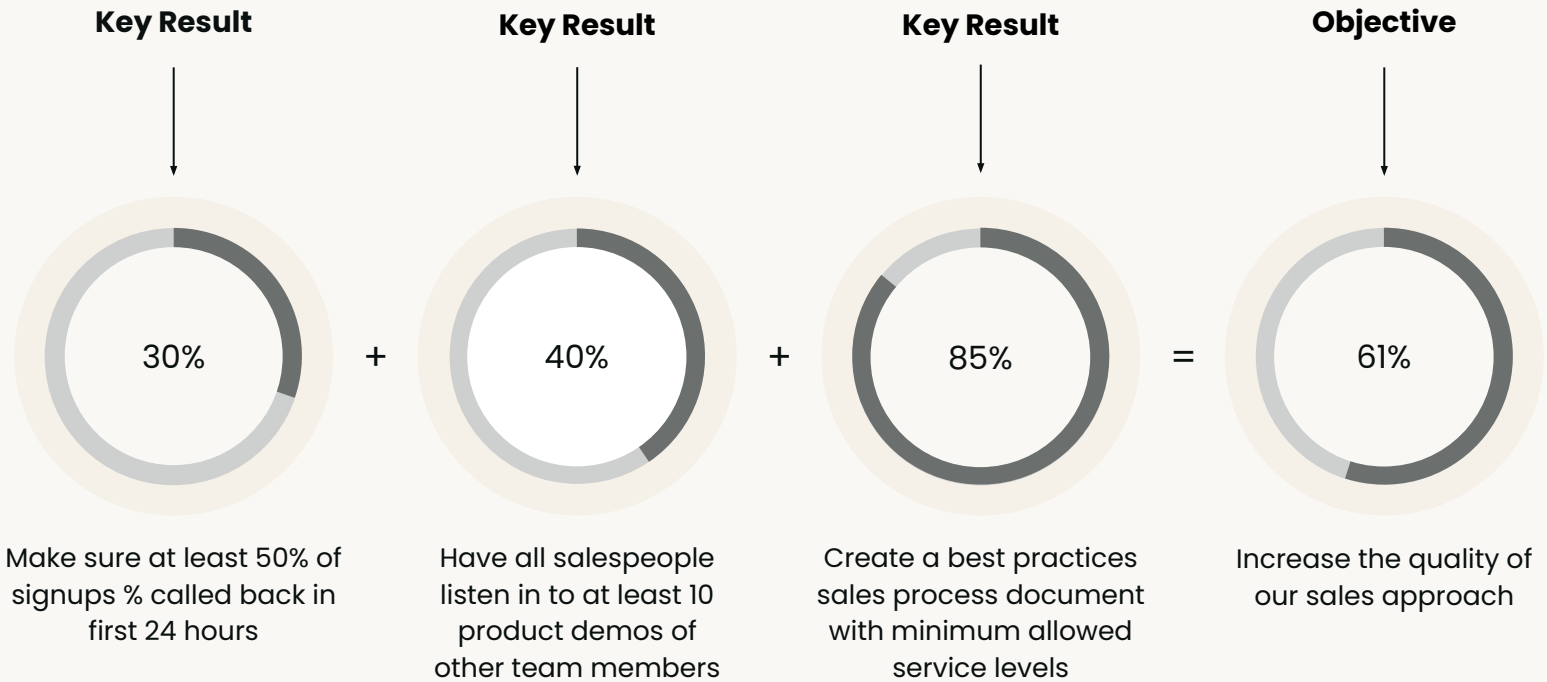 Key Result
Key Result
Key Result
Objective
30%
+
40%
+
85%
=
61%
Make sure at least 50% of
signups % called back in
first 24 hours
Have all salespeople
listen in to at least 10
product demos of
other team members
Create a best practices
sales process document
with minimum allowed
service levels
Increase the quality of
our sales approach